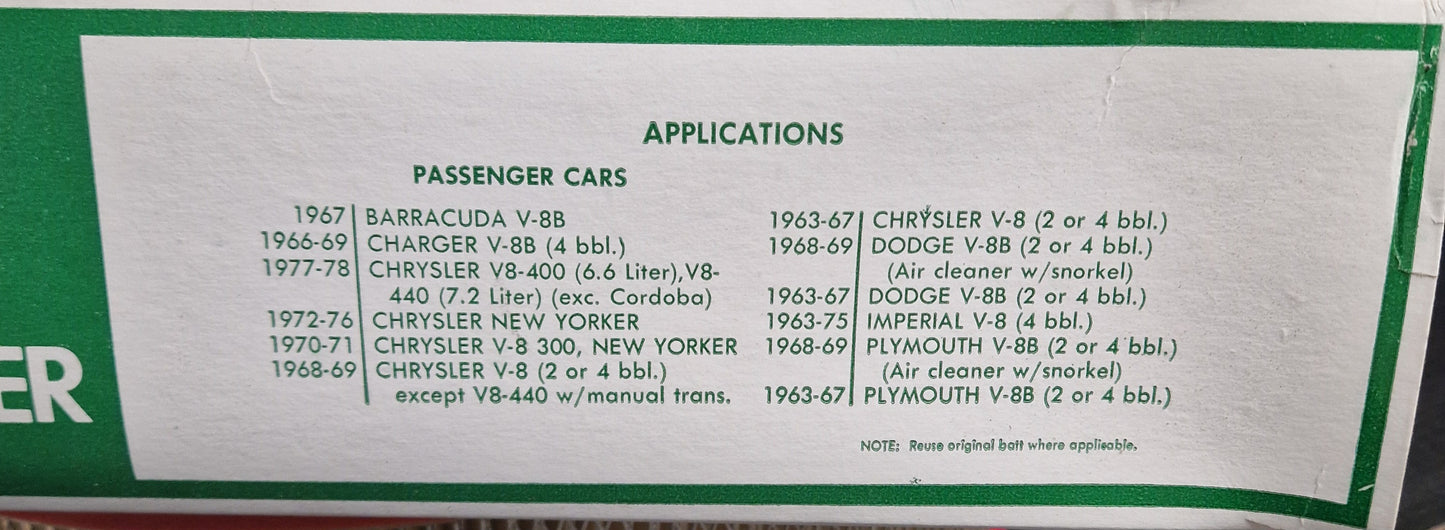 APPLICATIONS
PASSENGER CARS
1967 BARRACUDA V-8B
1966-69 CHARGER V-8B (4 bbl.)
1977-78 CHRYSLER V8-400 (6.6 Liter),V8-
440 (7.2 Liter) (exc. Cordoba)
1972-76 CHRYSLER NEW YORKER
1970-71 CHRYSLER V-8 300, NEW YORKER
1968-69 CHRYSLER V-8 (2 or 4 bbl.)
except V8-440 w/manual trans.
1963-67 CHRYSLER V-8 (2 or 4 bbl.)
1968-69 DODGE V-8B (2 or 4 bbl.)
(Air cleaner w/snorkel)
1963-67 DODGE V-8B (2 or 4 bbl.)
1963-75 IMPERIAL V-8 (4 bbl.)
1968-69 PLYMOUTH V-8B (2 or 4 bbl.)
(Air cleaner w/snorkel)
1963-67 PLYMOUTH V-8B (2 or 4 bbl.)
NOTE: Reuse original batt where applicable.
ER